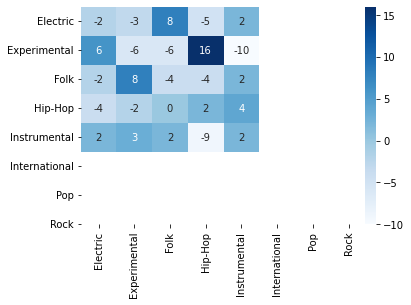 Electric -2 -3 8 -5 2
Experimental 6 -6 -6 16 -10
Folk -2 8 -4 -4 2
Hip-Hop -4 -2 0 2 4
Instrumental 2 3 2 -9 2
International
Pop
Rock
Electric Experimental Folk Hip-Hop Instrumental International Pop Rock
15
10
5
0
−5
−10